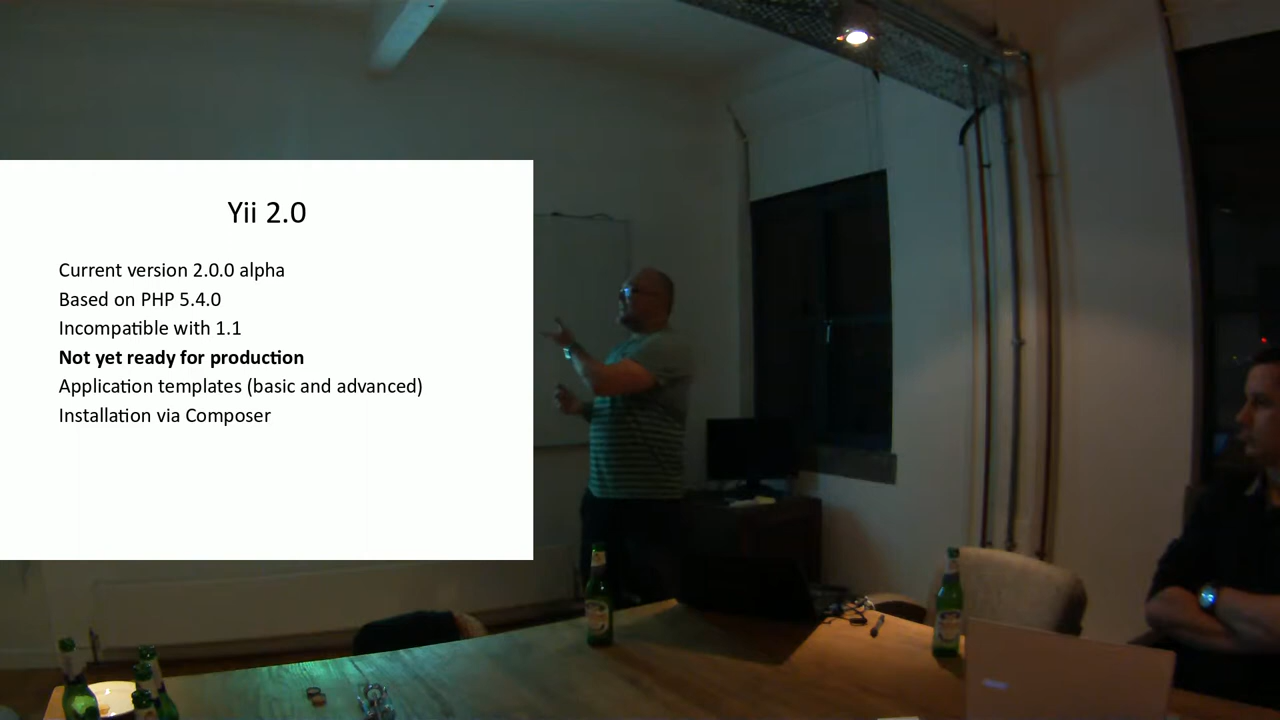 Yii 2.0
Current version 2.0.0 alpha
Based on PHP 5.4.0
Incompatible with 1.1
Not yet ready for production
Application templates (basic and advanced)
Installation via Composer